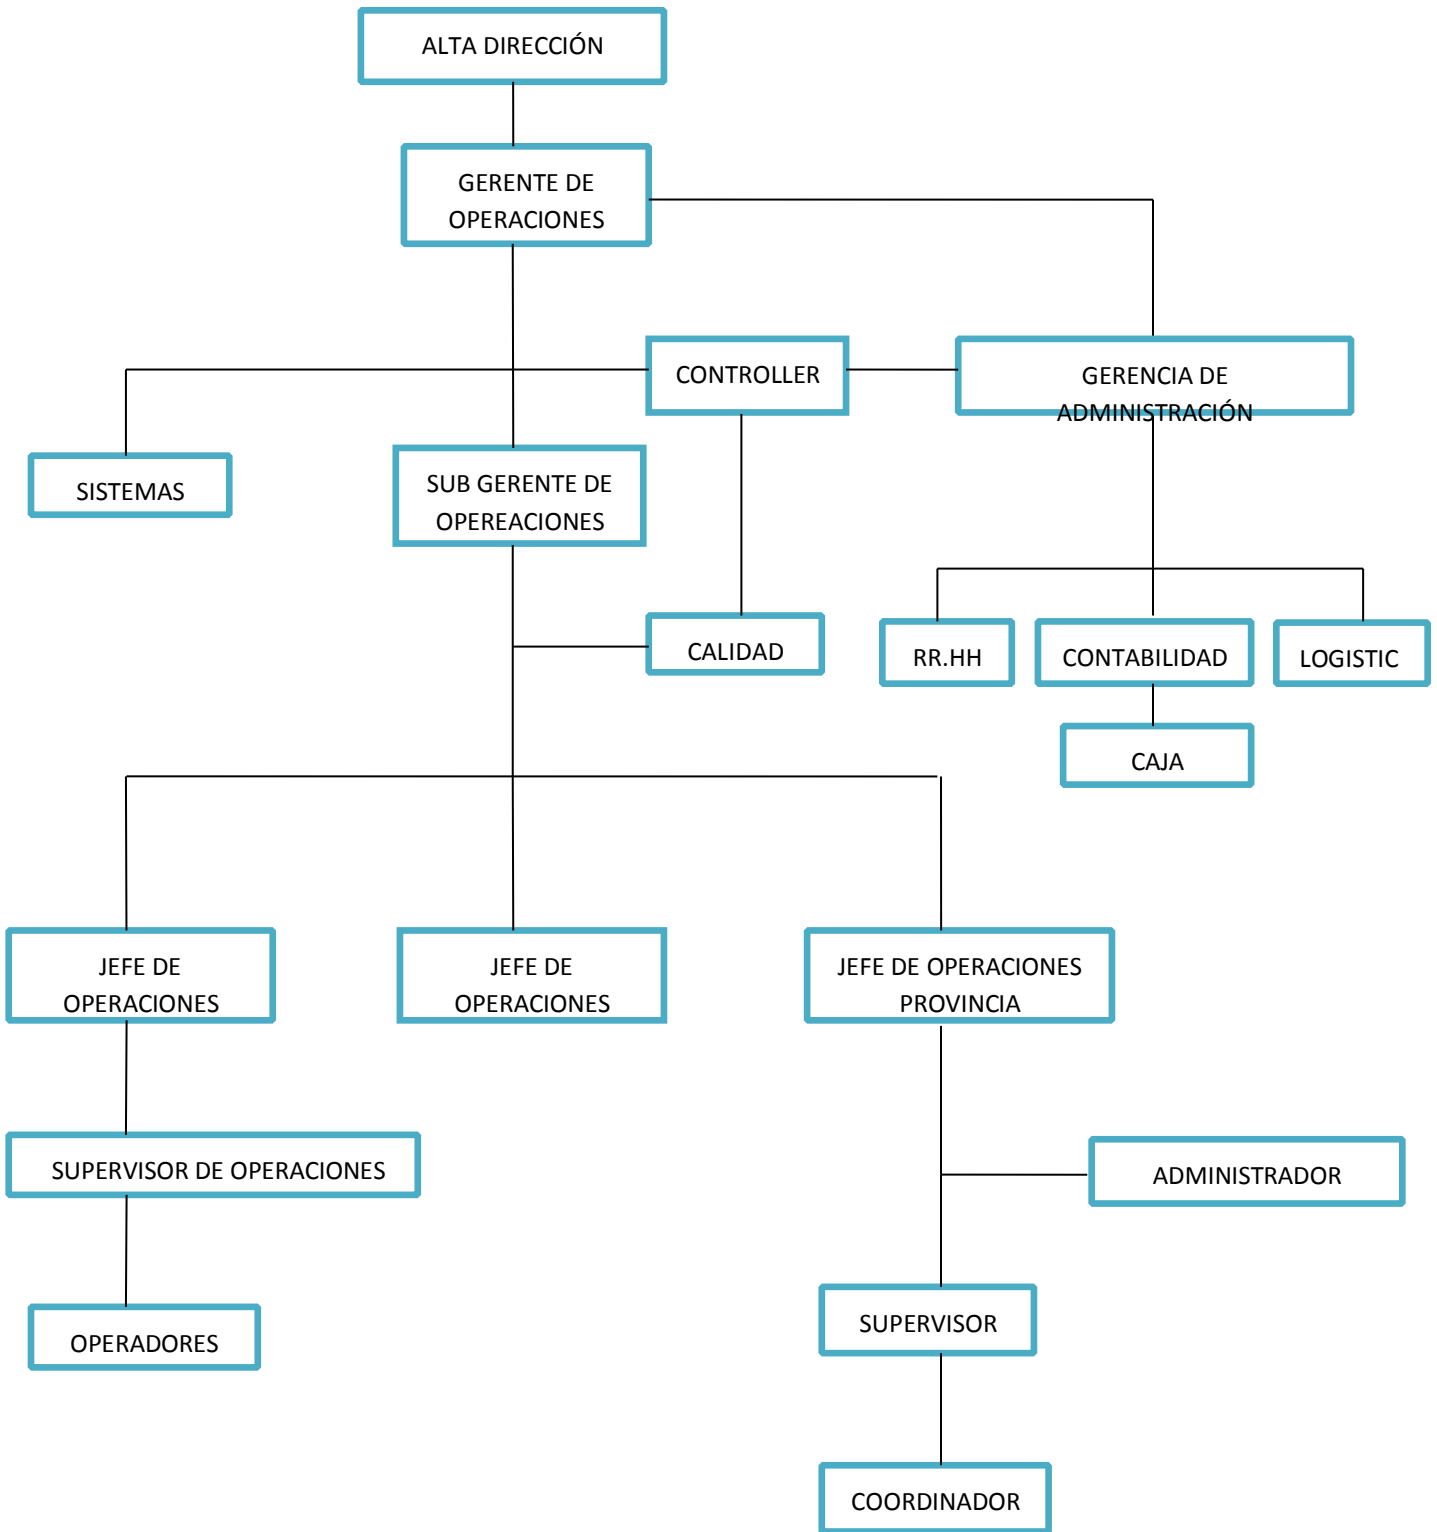 ALTA DIRECCIÓN
GERENTE DE
OPERACIONES
CONTROLLER
GERENCIA DE
ADMINISTRACIÓN
SISTEMAS
SUB GERENTE DE
OPEREACIONES
CALIDAD
RR.HH
CONTABILIDAD
LOGISTIC
CAJA
JEFE DE
OPERACIONES
JEFE DE
OPERACIONES
JEFE DE OPERACIONES
PROVINCIA
SUPERVISOR DE OPERACIONES
ADMINISTRADOR
OPERADORES
SUPERVISOR
COORDINADOR